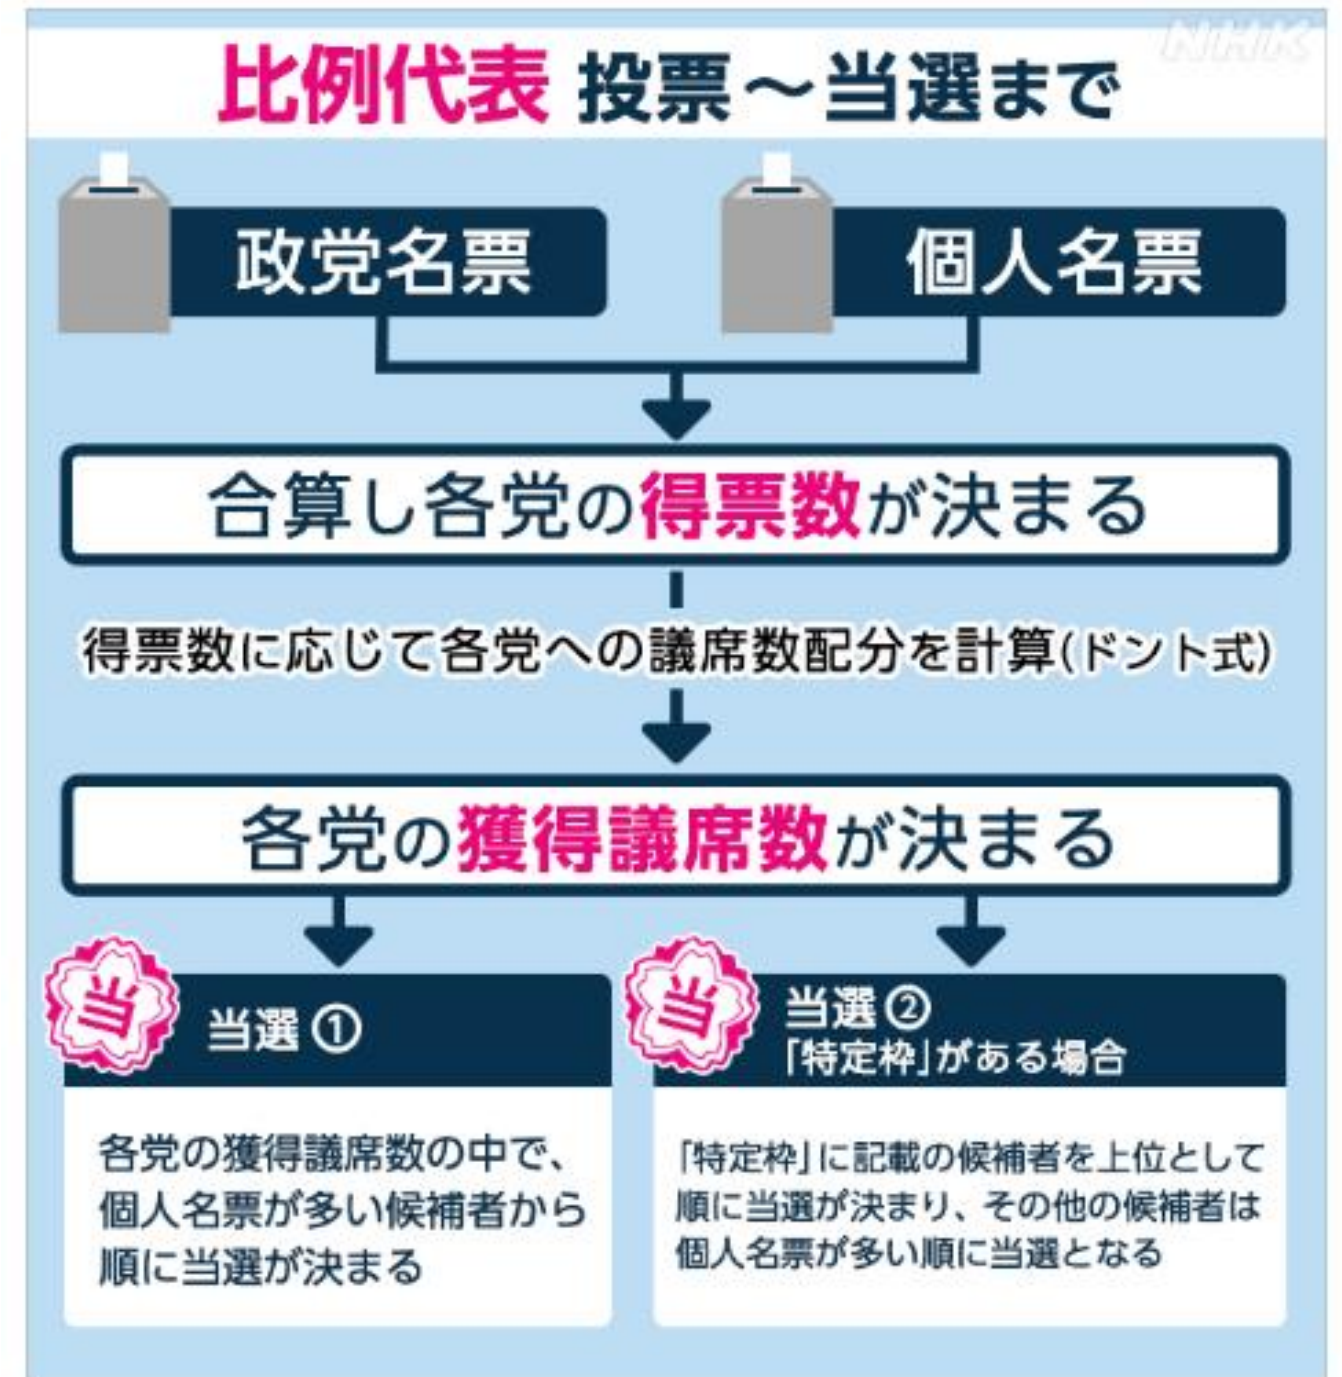 NHK
比例代表 投票～当選まで
政党名票
個人名票
合算し各党の得票数が決まる
得票数に応じて各党への議席数配分を計算(ドント式)
各党の獲得議席数が決まる
当
当選①
各党の獲得議席数の中で、
個人名票が多い候補者から
順に当選が決まる
当
当選②
「特定枠」がある場合
「特定枠」に記載の候補者を上位として
順に当選が決まり、その他の候補者は
個人名票が多い順に当選となる